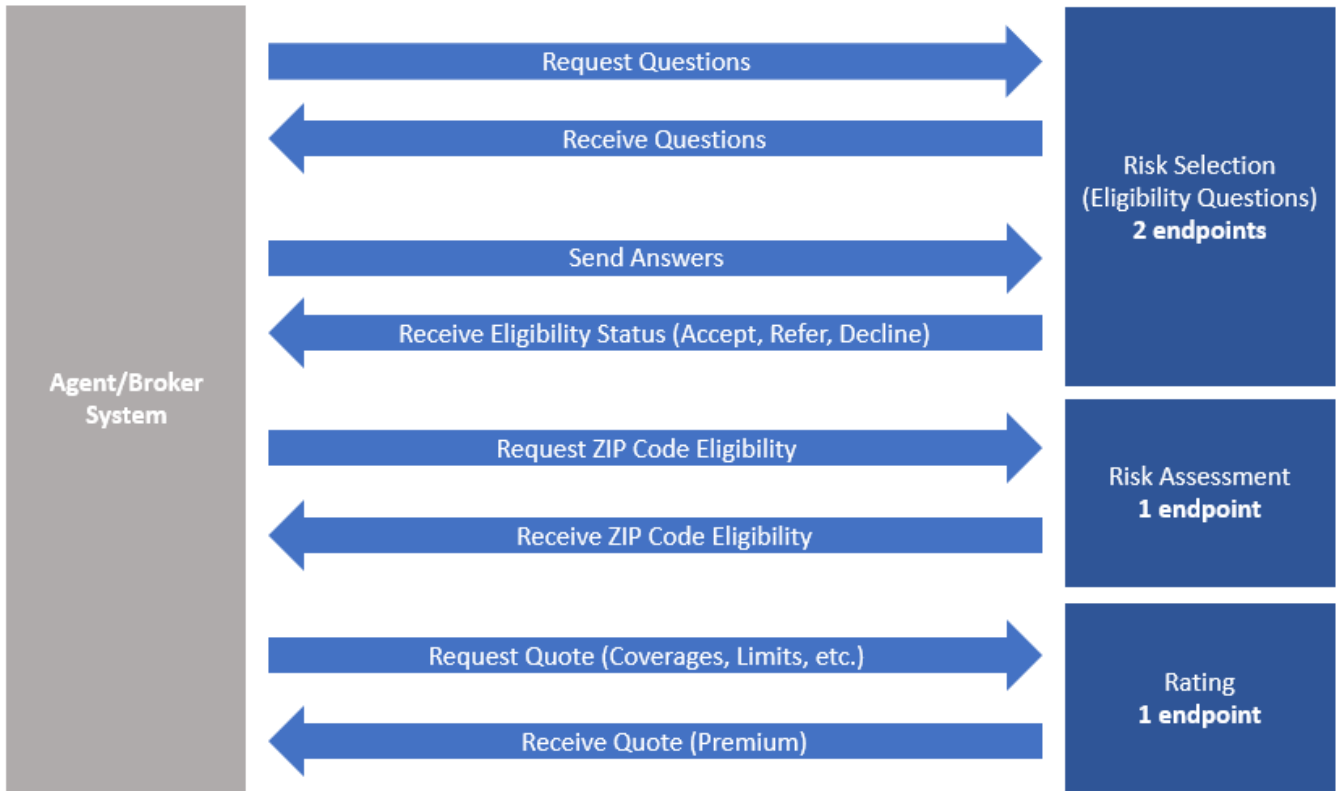 Request Questions
Receive Questions
Risk Selection
(Eligibility Questions)
2 endpoints
Send Answers
Receive Eligibility Status (Accept, Refer, Decline)
Agent/Broker
System
Request ZIP Code Eligibility
Receive ZIP Code Eligibility
Risk Assessment
1 endpoint
Request Quote (Coverages, Limits, etc.)
Receive Quote (Premium)
Rating
1 endpoint